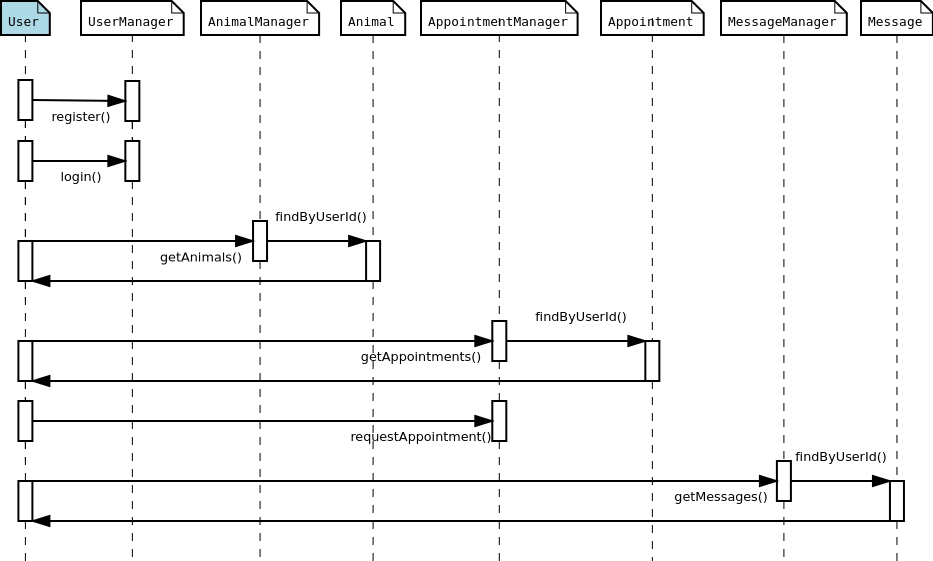 User
UserManager
AnimalManager
Animal
AppointmentManager
Appointment
MessageManager
Message
register()
login()
findByUserId()
getAnimals()
findByUserId()
getAppointments()
requestAppointment()
findByUserId()
getMessages()